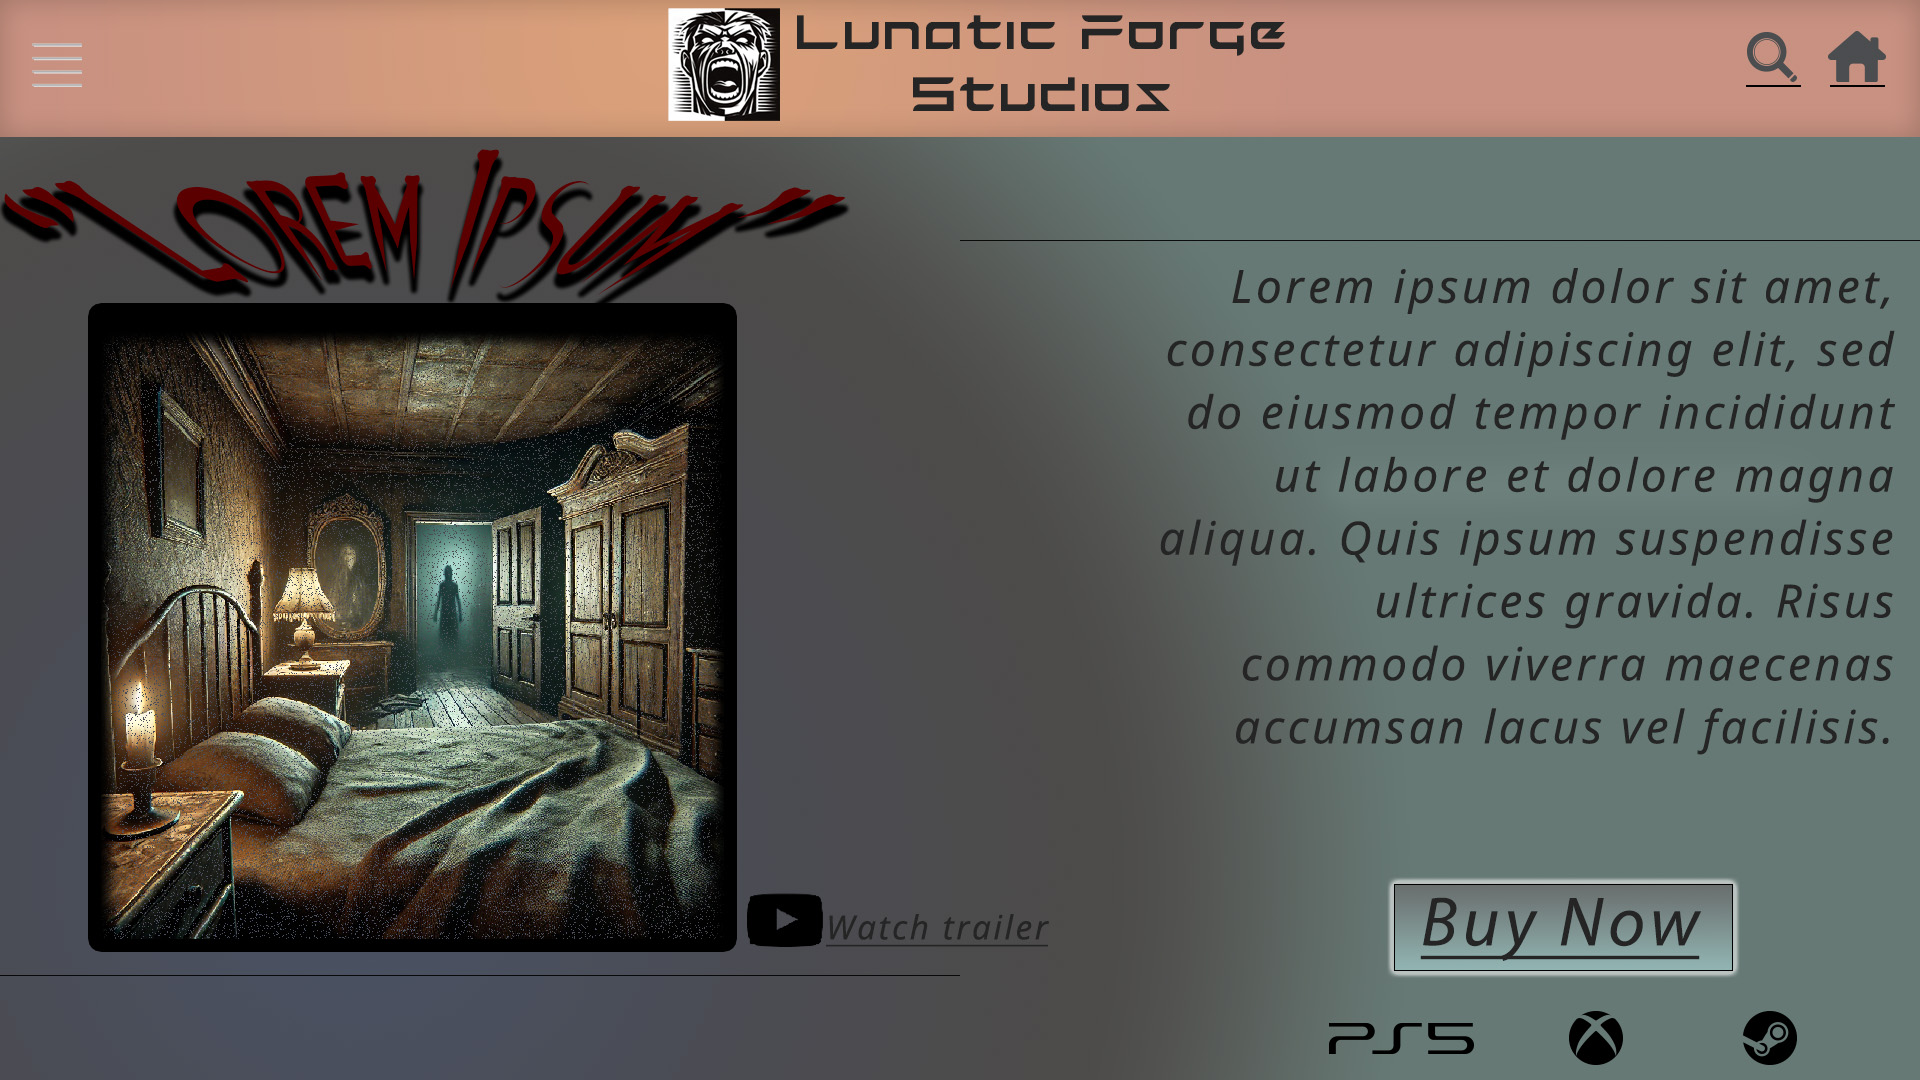 Lunatic Forge
Studios
"Lorem Ipsum"
Lorem ipsum dolor sit amet,
consectetur adipiscing elit, sed
do eiusmod tempor incididunt
ut labore et dolore magna
aliqua. Quis ipsum suspendisse
ultrices gravida. Risus
commodo viverra maecenas
accumsan lacus vel facilisis.
Watch trailer
Buy Now
PS5